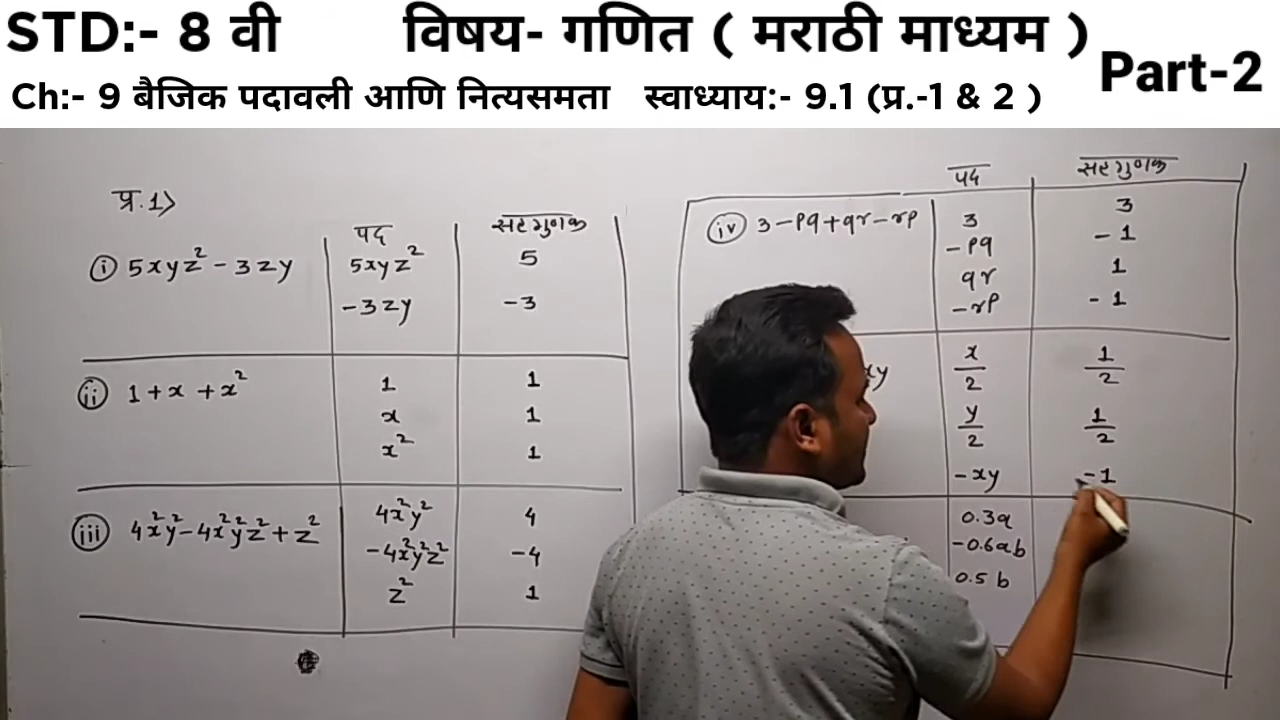 STD:- 8 वी विषय- गणित ( मराठी माध्यम )
Part-2
Ch:- 9 बैजिक पदावली आणि नित्यसमता स्वाध्याय:- 9.1 (प्र.-1 & 2 )
प्र.1>
पद सहगुणक
(i) 5xyz² - 3zy 5xyz² 5
-3zy -3
(ii) 1 + x + x² 1 1
x 1
x² 1
(iii) 4x²y² - 4x²y²z² + z² 4x²y² 4
-4x²y²z² -4
z² 1
पद सहगुणक
(iv) 3 - pq + qr - rp 3 3
-pq -1
qr 1
-rp -1
xy x/2 1/2
y/2 1/2
-xy -1
0.3a
-0.6ab
0.5b